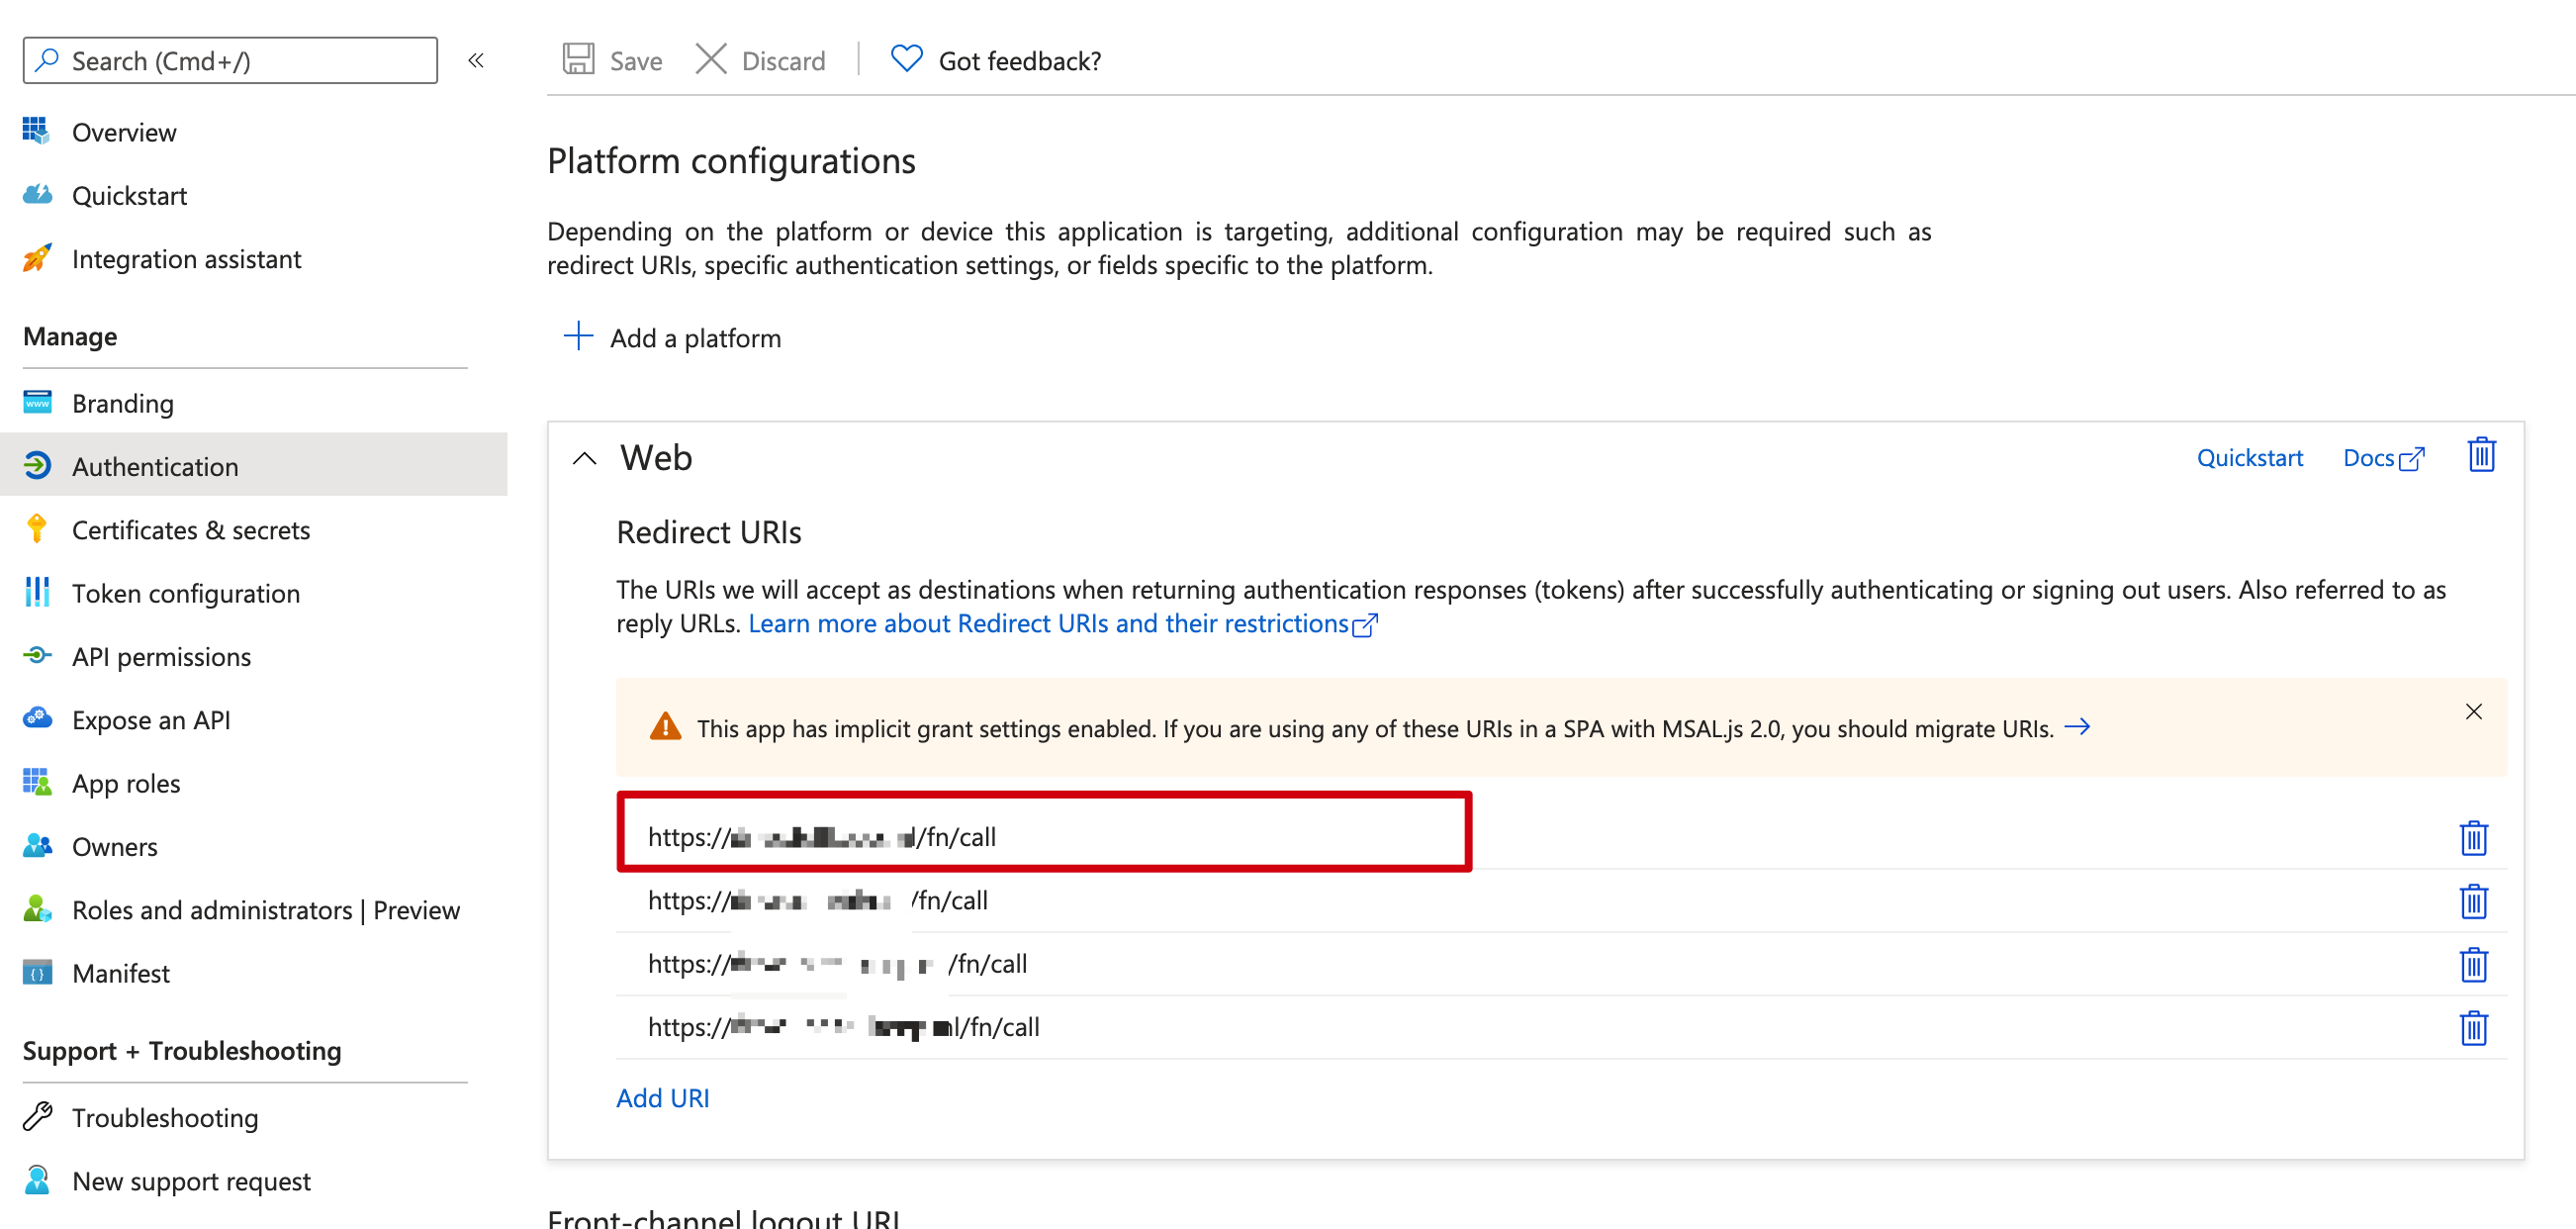 Search (Cmd+/)
«
Overview
Quickstart
Integration assistant
Manage
Branding
Authentication
Certificates & secrets
Token configuration
API permissions
Expose an API
App roles
Owners
Roles and administrators | Preview
Manifest
Support + Troubleshooting
Troubleshooting
New support request
Save
Discard
Got feedback?
Platform configurations
Depending on the platform or device this application is targeting, additional configuration may be required such as
redirect URIs, specific authentication settings, or fields specific to the platform.
Add a platform
Web
Quickstart
Docs
Redirect URIs
The URIs we will accept as destinations when returning authentication responses (tokens) after successfully authenticating or signing out users. Also referred to as
reply URLs. Learn more about Redirect URIs and their restrictions
This app has implicit grant settings enabled. If you are using any of these URIs in a SPA with MSAL.js 2.0, you should migrate URIs.
https:// /fn/call
https:// /fn/call
https:// /fn/call
https:// /fn/call
Add URI
Front-channel logout URL